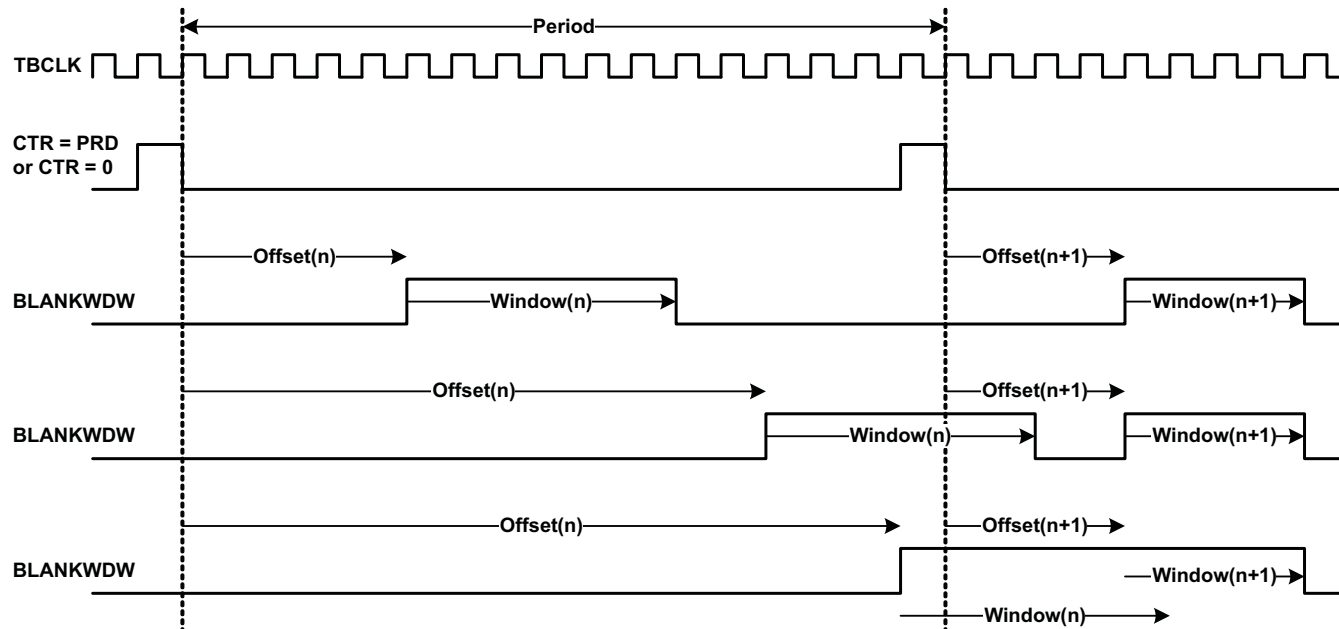 Period
TBCLK
CTR = PRD
or CTR = 0
Offset(n)
Offset(n+1)
BLANKWDW
Window(n)
Window(n+1)
Offset(n)
Offset(n+1)
BLANKWDW
Window(n)
Window(n+1)
Offset(n)
Offset(n+1)
BLANKWDW
Window(n+1)
Window(n)